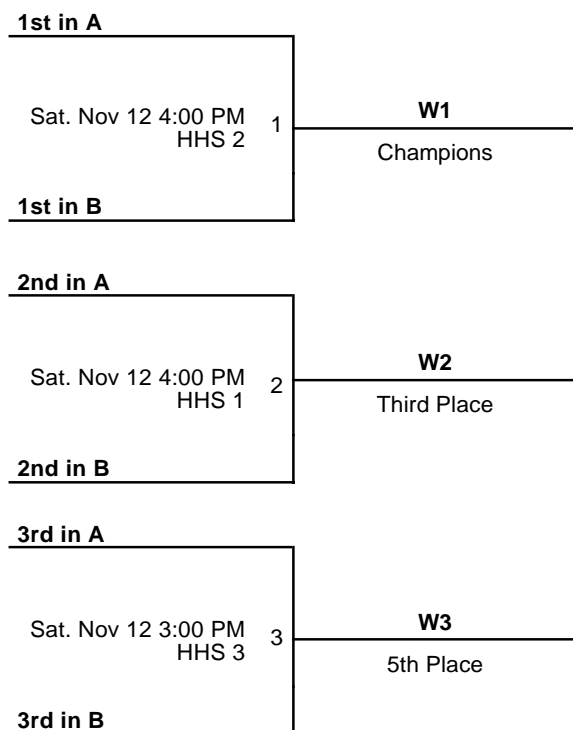 1st in A
Sat. Nov 12 4:00 PM
HHS 2
1
W1
Champions
1st in B
2nd in A
Sat. Nov 12 4:00 PM
HHS 1
2
W2
Third Place
2nd in B
3rd in A
Sat. Nov 12 3:00 PM
HHS 3
3
W3
5th Place
3rd in B